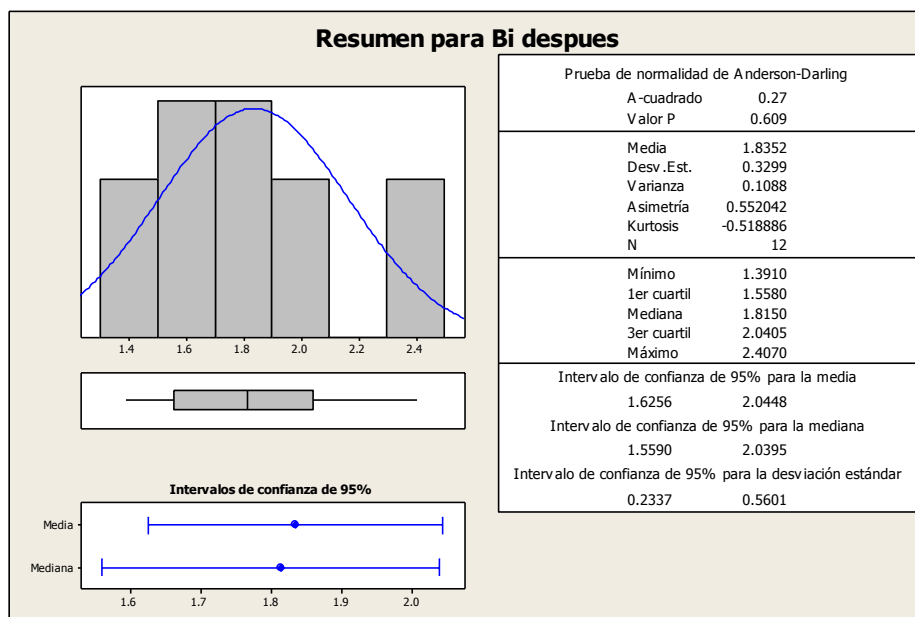 Resumen para Bi despues
1.4 1.6 1.8 2.0 2.2 2.4
Intervalos de confianza de 95%
Media
Mediana
1.6 1.7 1.8 1.9 2.0
Prueba de normalidad de Anderson-Darling
A-cuadrado 0.27
Valor P 0.609
Media 1.8352
Desv.Est. 0.3299
Varianza 0.1088
Asimetría 0.552042
Kurtosis -0.518886
N 12
Mínimo 1.3910
1er cuartil 1.5580
Mediana 1.8150
3er cuartil 2.0405
Máximo 2.4070
Intervalo de confianza de 95% para la media
1.6256 2.0448
Intervalo de confianza de 95% para la mediana
1.5590 2.0395
Intervalo de confianza de 95% para la desviación estándar
0.2337 0.5601